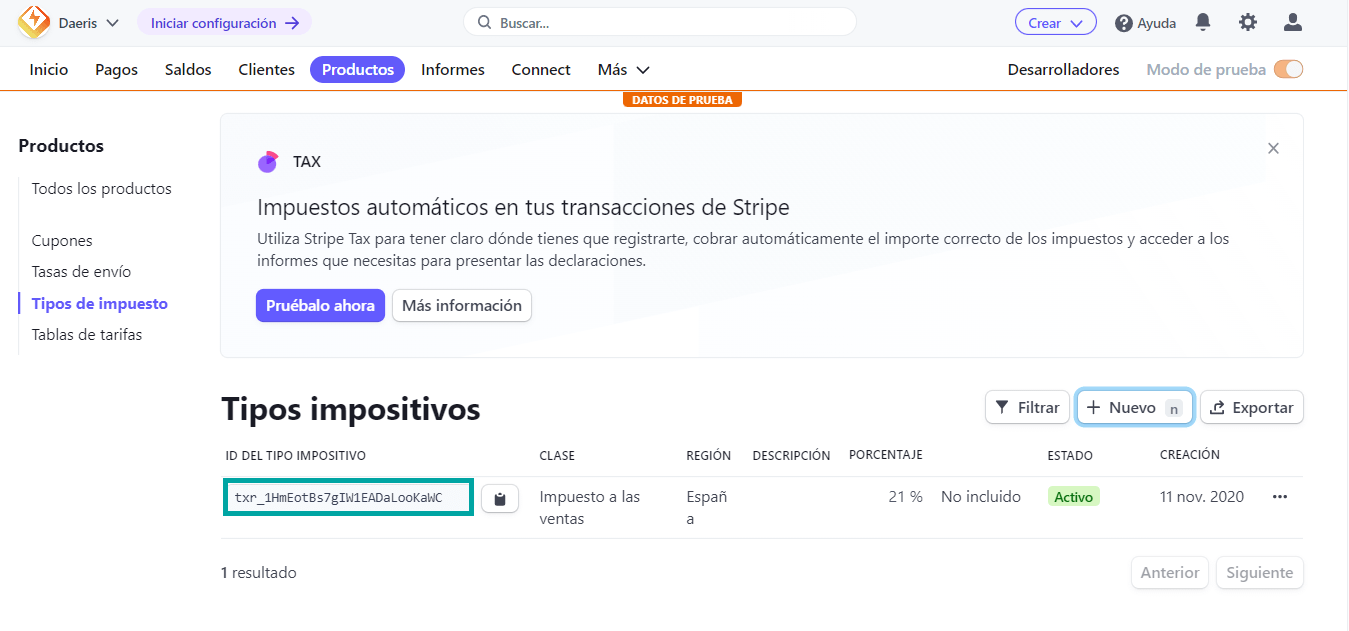 Daeris
Iniciar configuración
Buscar...
Crear
Ayuda
Inicio
Pagos
Saldos
Clientes
Productos
Informes
Connect
Más
Desarrolladores
Modo de prueba
DATOS DE PRUEBA
Productos
Todos los productos
Cupones
Tasas de envío
Tipos de impuesto
Tablas de tarifas
TAX
Impuestos automáticos en tus transacciones de Stripe
Utiliza Stripe Tax para tener claro dónde tienes que registrarte, cobrar automáticamente el importe correcto de los impuestos y acceder a los
informes que necesitas para presentar las declaraciones.
Pruébalo ahora
Más información
Tipos impositivos
Filtrar
Nuevo n
Exportar
ID DEL TIPO IMPOSITIVO CLASE REGIÓN DESCRIPCIÓN PORCENTAJE ESTADO CREACIÓN
txr_1HmEotBs7gIW1EADaLooKaWC Impuesto a las Españ 21 % No incluido Activo 11 nov. 2020
ventas a
1 resultado
Anterior
Siguiente